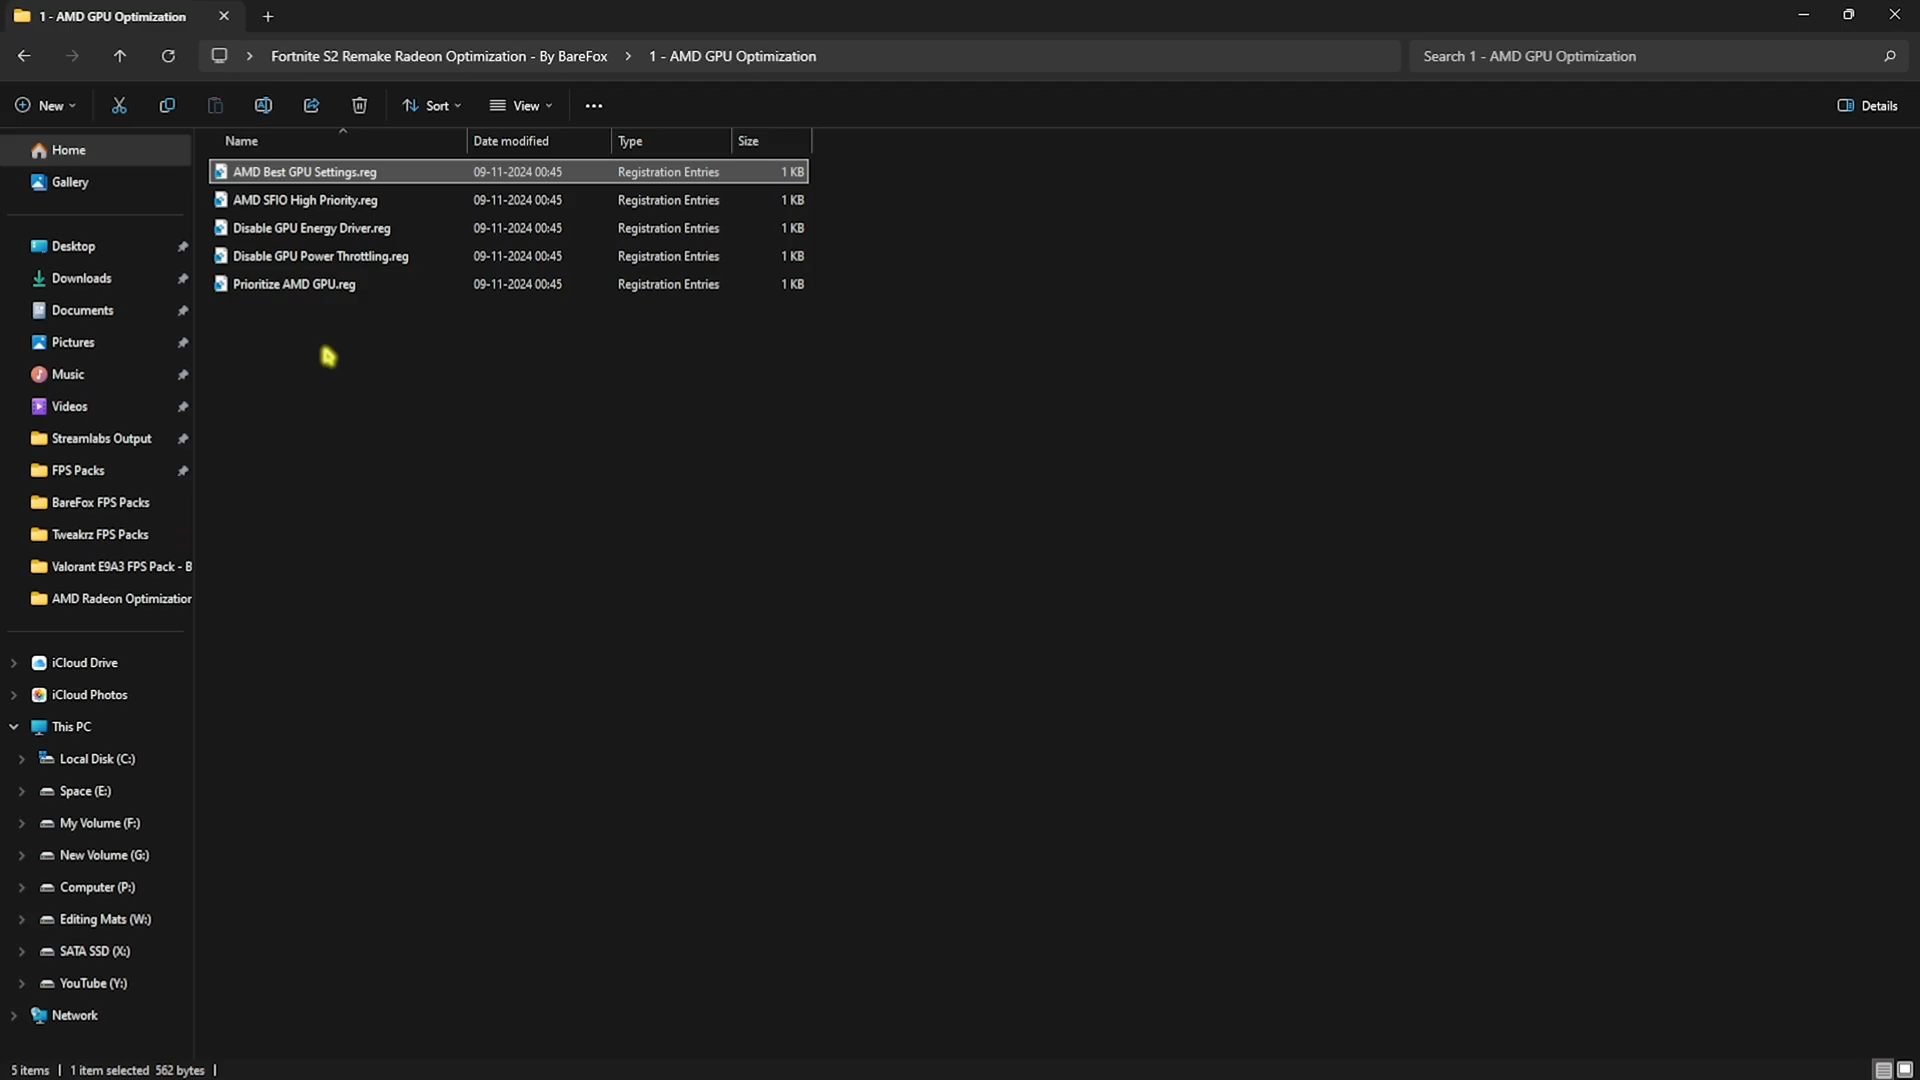 1 - AMD GPU Optimization
Fortnite S2 Remake Radeon Optimization - By BareFox > 1 - AMD GPU Optimization
Search 1 - AMD GPU Optimization
New
Sort
View
Details
Name
Date modified
Type
Size
AMD Best GPU Settings.reg 09-11-2024 00:45 Registration Entries 1 KB
AMD SFIO High Priority.reg 09-11-2024 00:45 Registration Entries 1 KB
Disable GPU Energy Driver.reg 09-11-2024 00:45 Registration Entries 1 KB
Disable GPU Power Throttling.reg 09-11-2024 00:45 Registration Entries 1 KB
Prioritize AMD GPU.reg 09-11-2024 00:45 Registration Entries 1 KB
Home
Gallery
Desktop
Downloads
Documents
Pictures
Music
Videos
Streamlabs Output
FPS Packs
BareFox FPS Packs
Tweakrz FPS Packs
Valorant E9A3 FPS Pack - B
AMD Radeon Optimization
iCloud Drive
iCloud Photos
This PC
Local Disk (C:)
Space (E:)
My Volume (F:)
New Volume (G:)
Computer (P:)
Editing Mats (W:)
SATA SSD (X:)
YouTube (Y:)
Network
5 items | 1 item selected 562 bytes |